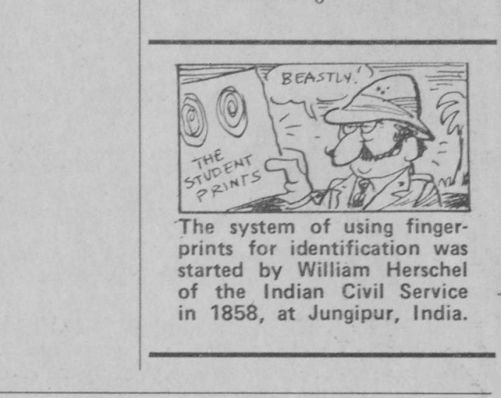 BEASTLY!
THE
STUDENT
PRINTS
The system of using finger-
prints for identification was
started by William Herschel
of the Indian Civil Service
in 1858, at Jungipur, India.